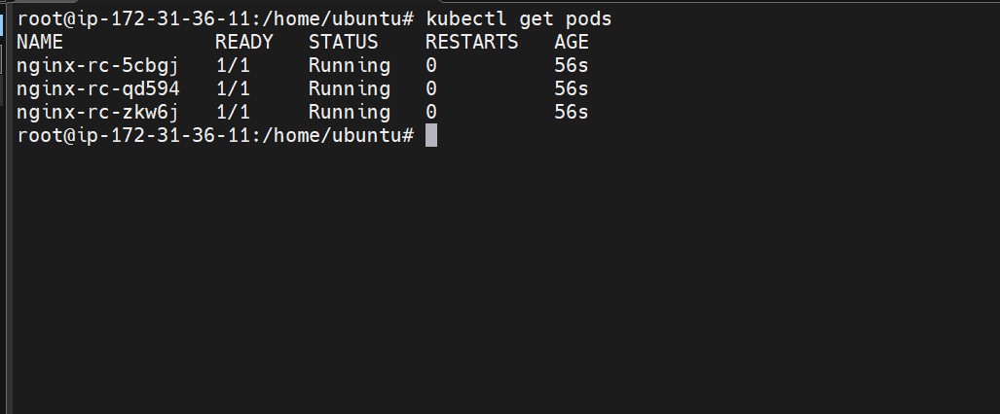 root@ip-172-31-36-11:/home/ubuntu# kubectl get pods
NAME             READY   STATUS    RESTARTS   AGE
nginx-rc-5cbgj   1/1     Running   0          56s
nginx-rc-qd594   1/1     Running   0          56s
nginx-rc-zkw6j   1/1     Running   0          56s
root@ip-172-31-36-11:/home/ubuntu#